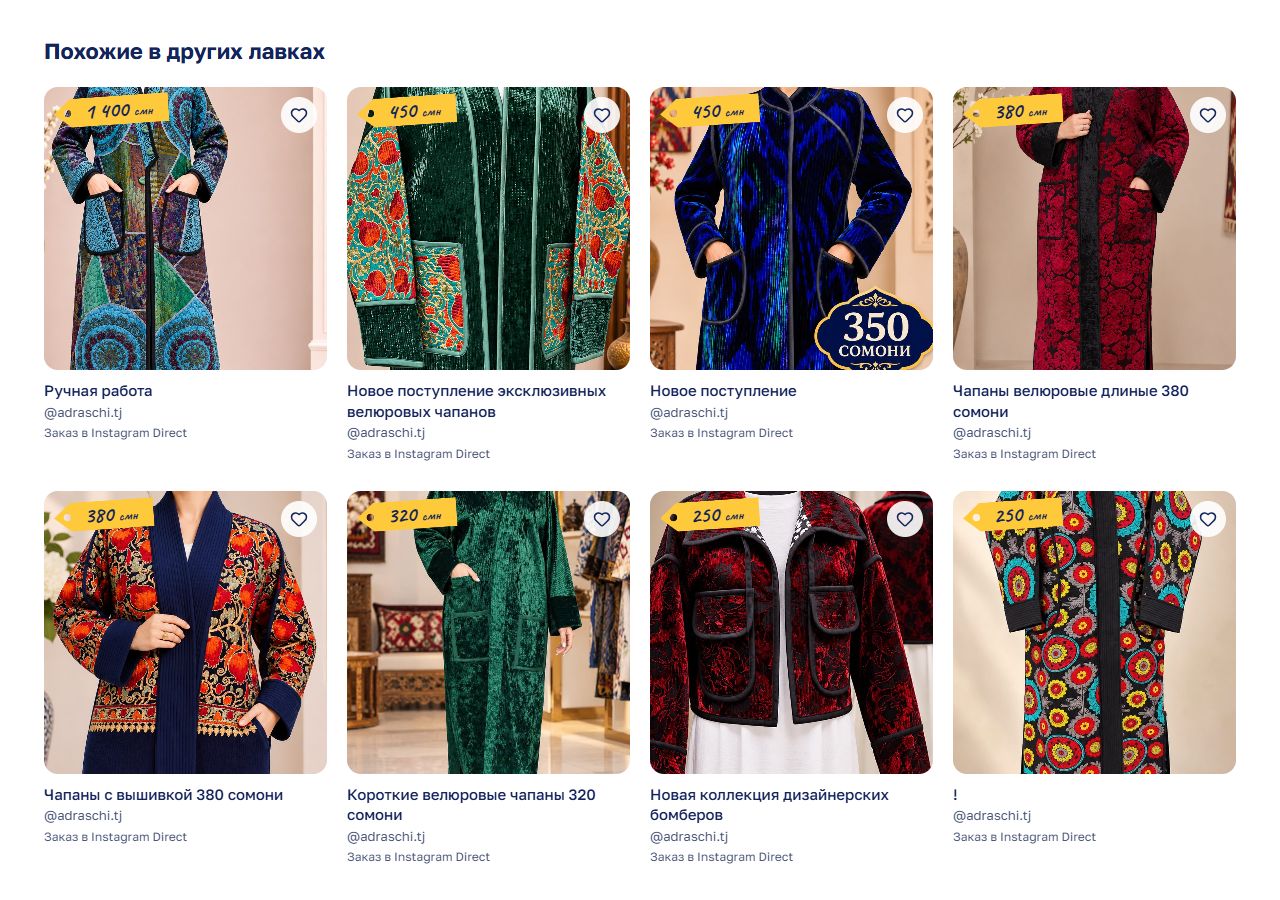 Похожие в других лавках
1 400 смн
450 смн
450 смн
380 смн
350
СОМОНИ
Ручная работа
@adraschi.tj
Заказ в Instagram Direct
Новое поступление эксклюзивных
велюровых чапанов
@adraschi.tj
Заказ в Instagram Direct
Новое поступление
@adraschi.tj
Заказ в Instagram Direct
Чапаны велюровые длиные 380
сомони
@adraschi.tj
Заказ в Instagram Direct
380 смн
320 смн
250 смн
250 смн
Чапаны с вышивкой 380 сомони
@adraschi.tj
Заказ в Instagram Direct
Короткие велюровые чапаны 320
сомони
@adraschi.tj
Заказ в Instagram Direct
Новая коллекция дизайнерских
бомберов
@adraschi.tj
Заказ в Instagram Direct
!
@adraschi.tj
Заказ в Instagram Direct